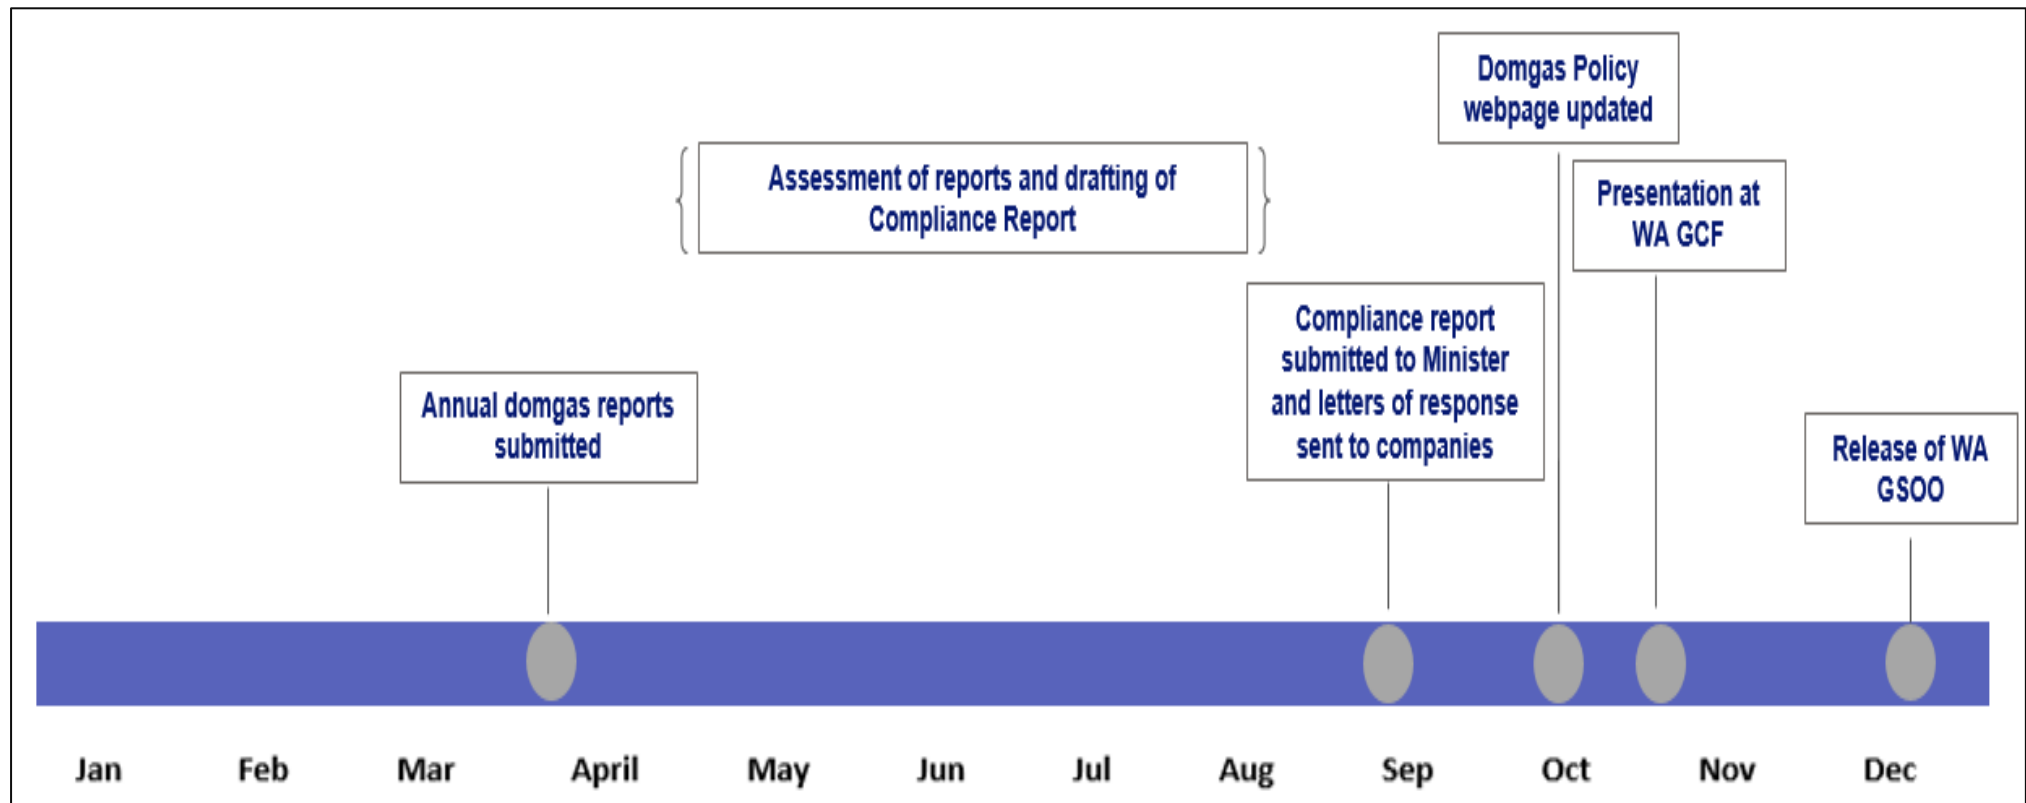 Domgas Policy
webpage updated
Assessment of reports and drafting of
Compliance Report
Presentation at
WA GCF
Compliance report
submitted to Minister
and letters of response
sent to companies
Annual domgas reports
submitted
Release of WA
GSOO
Jan Feb Mar April May Jun Jul Aug Sep Oct Nov Dec